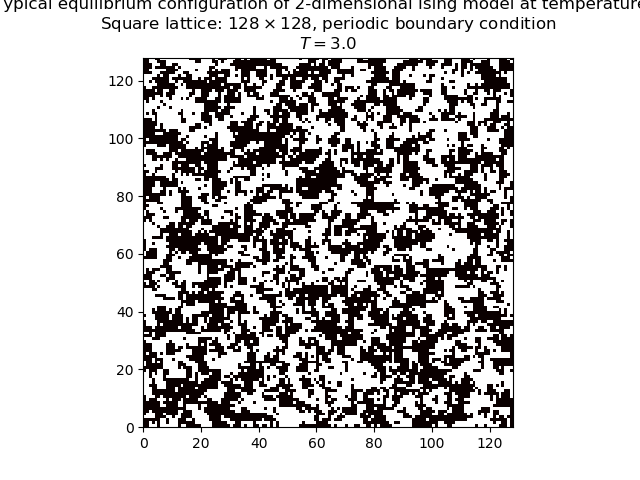 ypical equilibrium configuration of 2-dimensional Ising model at temperature
Square lattice: 128 × 128, periodic boundary condition
T = 3.0
120
100
80
60
40
20
0
0 20 40 60 80 100 120